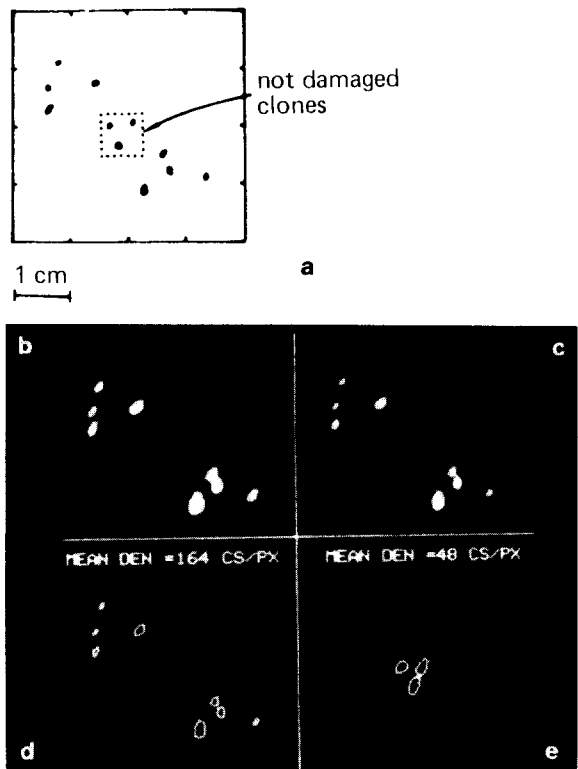 not damaged
clones
1 cm
a
b
c
MEAN DEN =164 CS/PX
MEAN DEN =48 CS/PX
d
e